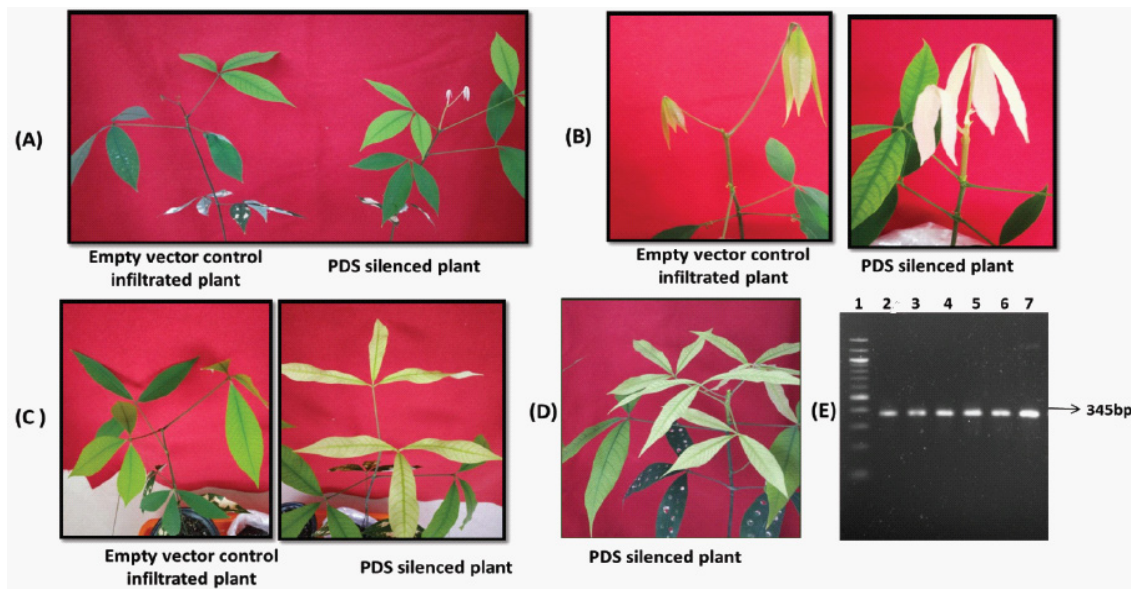 (A)
Empty vector control
infiltrated plant
PDS silenced plant
(B)
Empty vector control
infiltrated plant
PDS silenced plant
(C)
Empty vector control
infiltrated plant
PDS silenced plant
(D)
PDS silenced plant
1 2 3 4 5 6 7
(E)
345bp